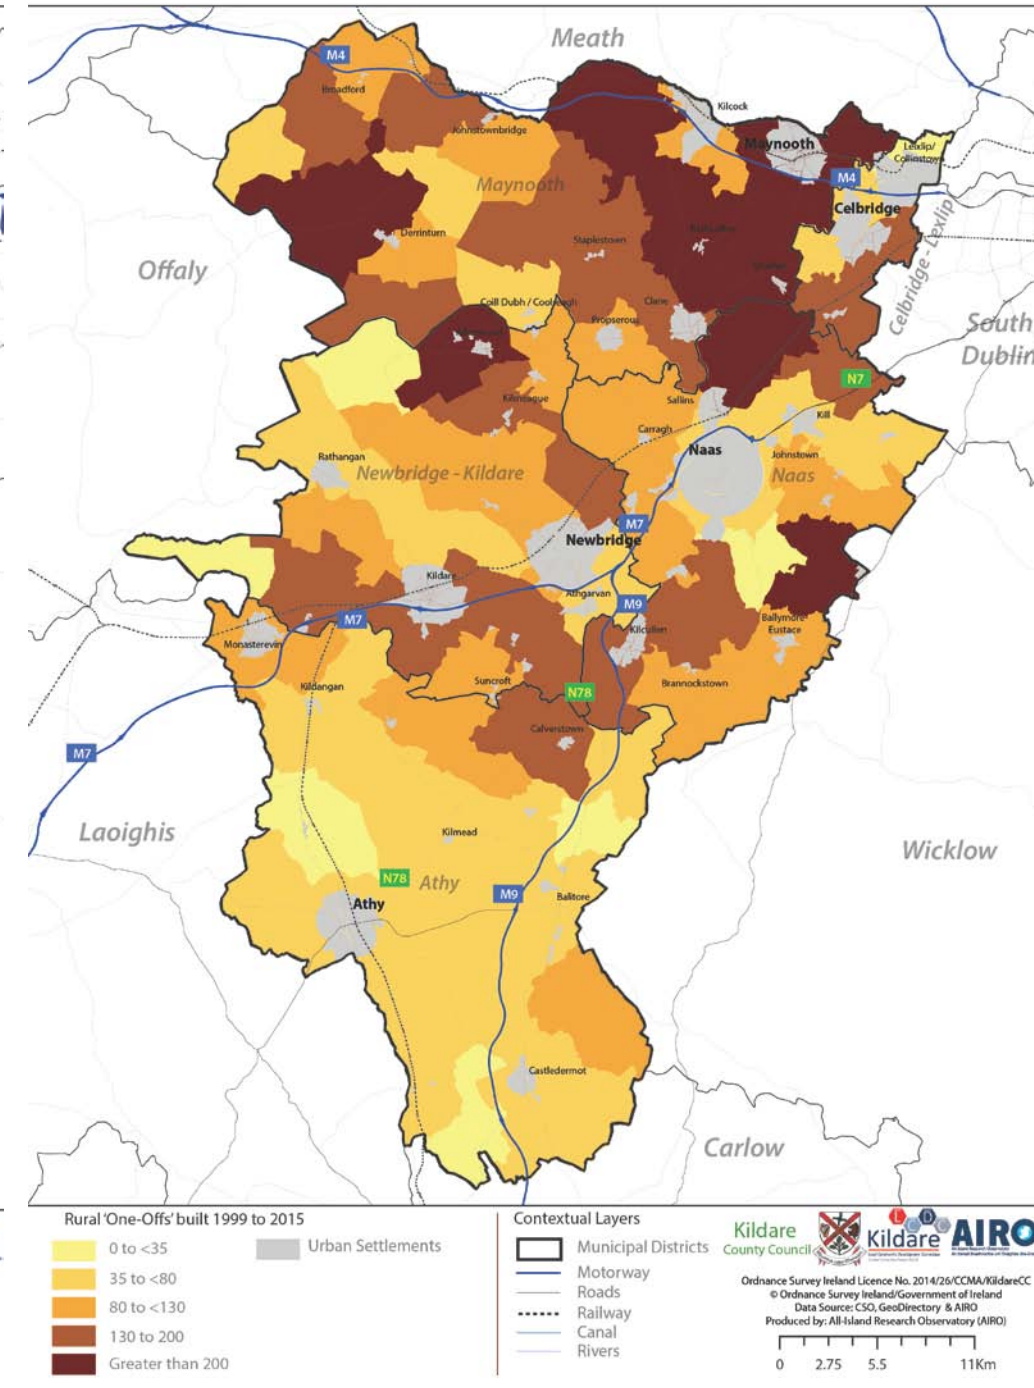 Meath
M4
Broadford
Kilcock
Johnstownbridge
Maynooth
Leixlip/
Collinstown
M4
Maynooth
Celbridge
Derrinturn
Staplestown
Offaly
Celbridge - Lexlip
Coill Dubh / Cooleagh
Clane
Propserous
South
Dublin
N7
Kilmeague
Sallins
Kill
Carragh
Naas
Johnstown
Rathangan
Newbridge - Kildare
Naas
M7
Newbridge
Kildare
Athgarvan
M9
M7
Kilcullen
Ballymore
Eustace
Monasterevin
Suncroft
Brannockstown
Kildangan
N78
Calverstown
M7
Laoighis
Kilmead
Wicklow
N78
Athy
M9
Balitore
Athy
Castledermot
Carlow
Rural 'One-Offs' built 1999 to 2015
0 to <35
35 to <80
80 to <130
130 to 200
Greater than 200
Urban Settlements
Contextual Layers
Municipal Districts
Motorway
Roads
Railway
Canal
Rivers
Kildare
County Council
L
D
C
Kildare
AIRO
Ordnance Survey Ireland Licence No. 2014/26/CCMA/KildareCC
© Ordnance Survey Ireland/Government of Ireland
Data Source: CSO, GeoDirectory & AIRO
Produced by: All-Island Research Observatory (AIRO)
0 2.75 5.5 11Km